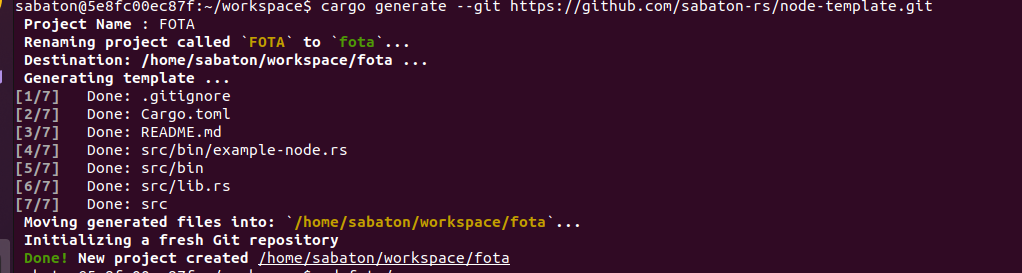 sabaton@5e8fc00ec87f:~/workspace$ cargo generate --git https://github.com/sabaton-rs/node-template.git
Project Name : FOTA
Renaming project called `FOTA` to `fota`...
Destination: /home/sabaton/workspace/fota ...
Generating template ...
[1/7]   Done: .gitignore
[2/7]   Done: Cargo.toml
[3/7]   Done: README.md
[4/7]   Done: src/bin/example-node.rs
[5/7]   Done: src/bin
[6/7]   Done: src/lib.rs
[7/7]   Done: src
Moving generated files into: `/home/sabaton/workspace/fota`...
Initializing a fresh Git repository
Done! New project created /home/sabaton/workspace/fota